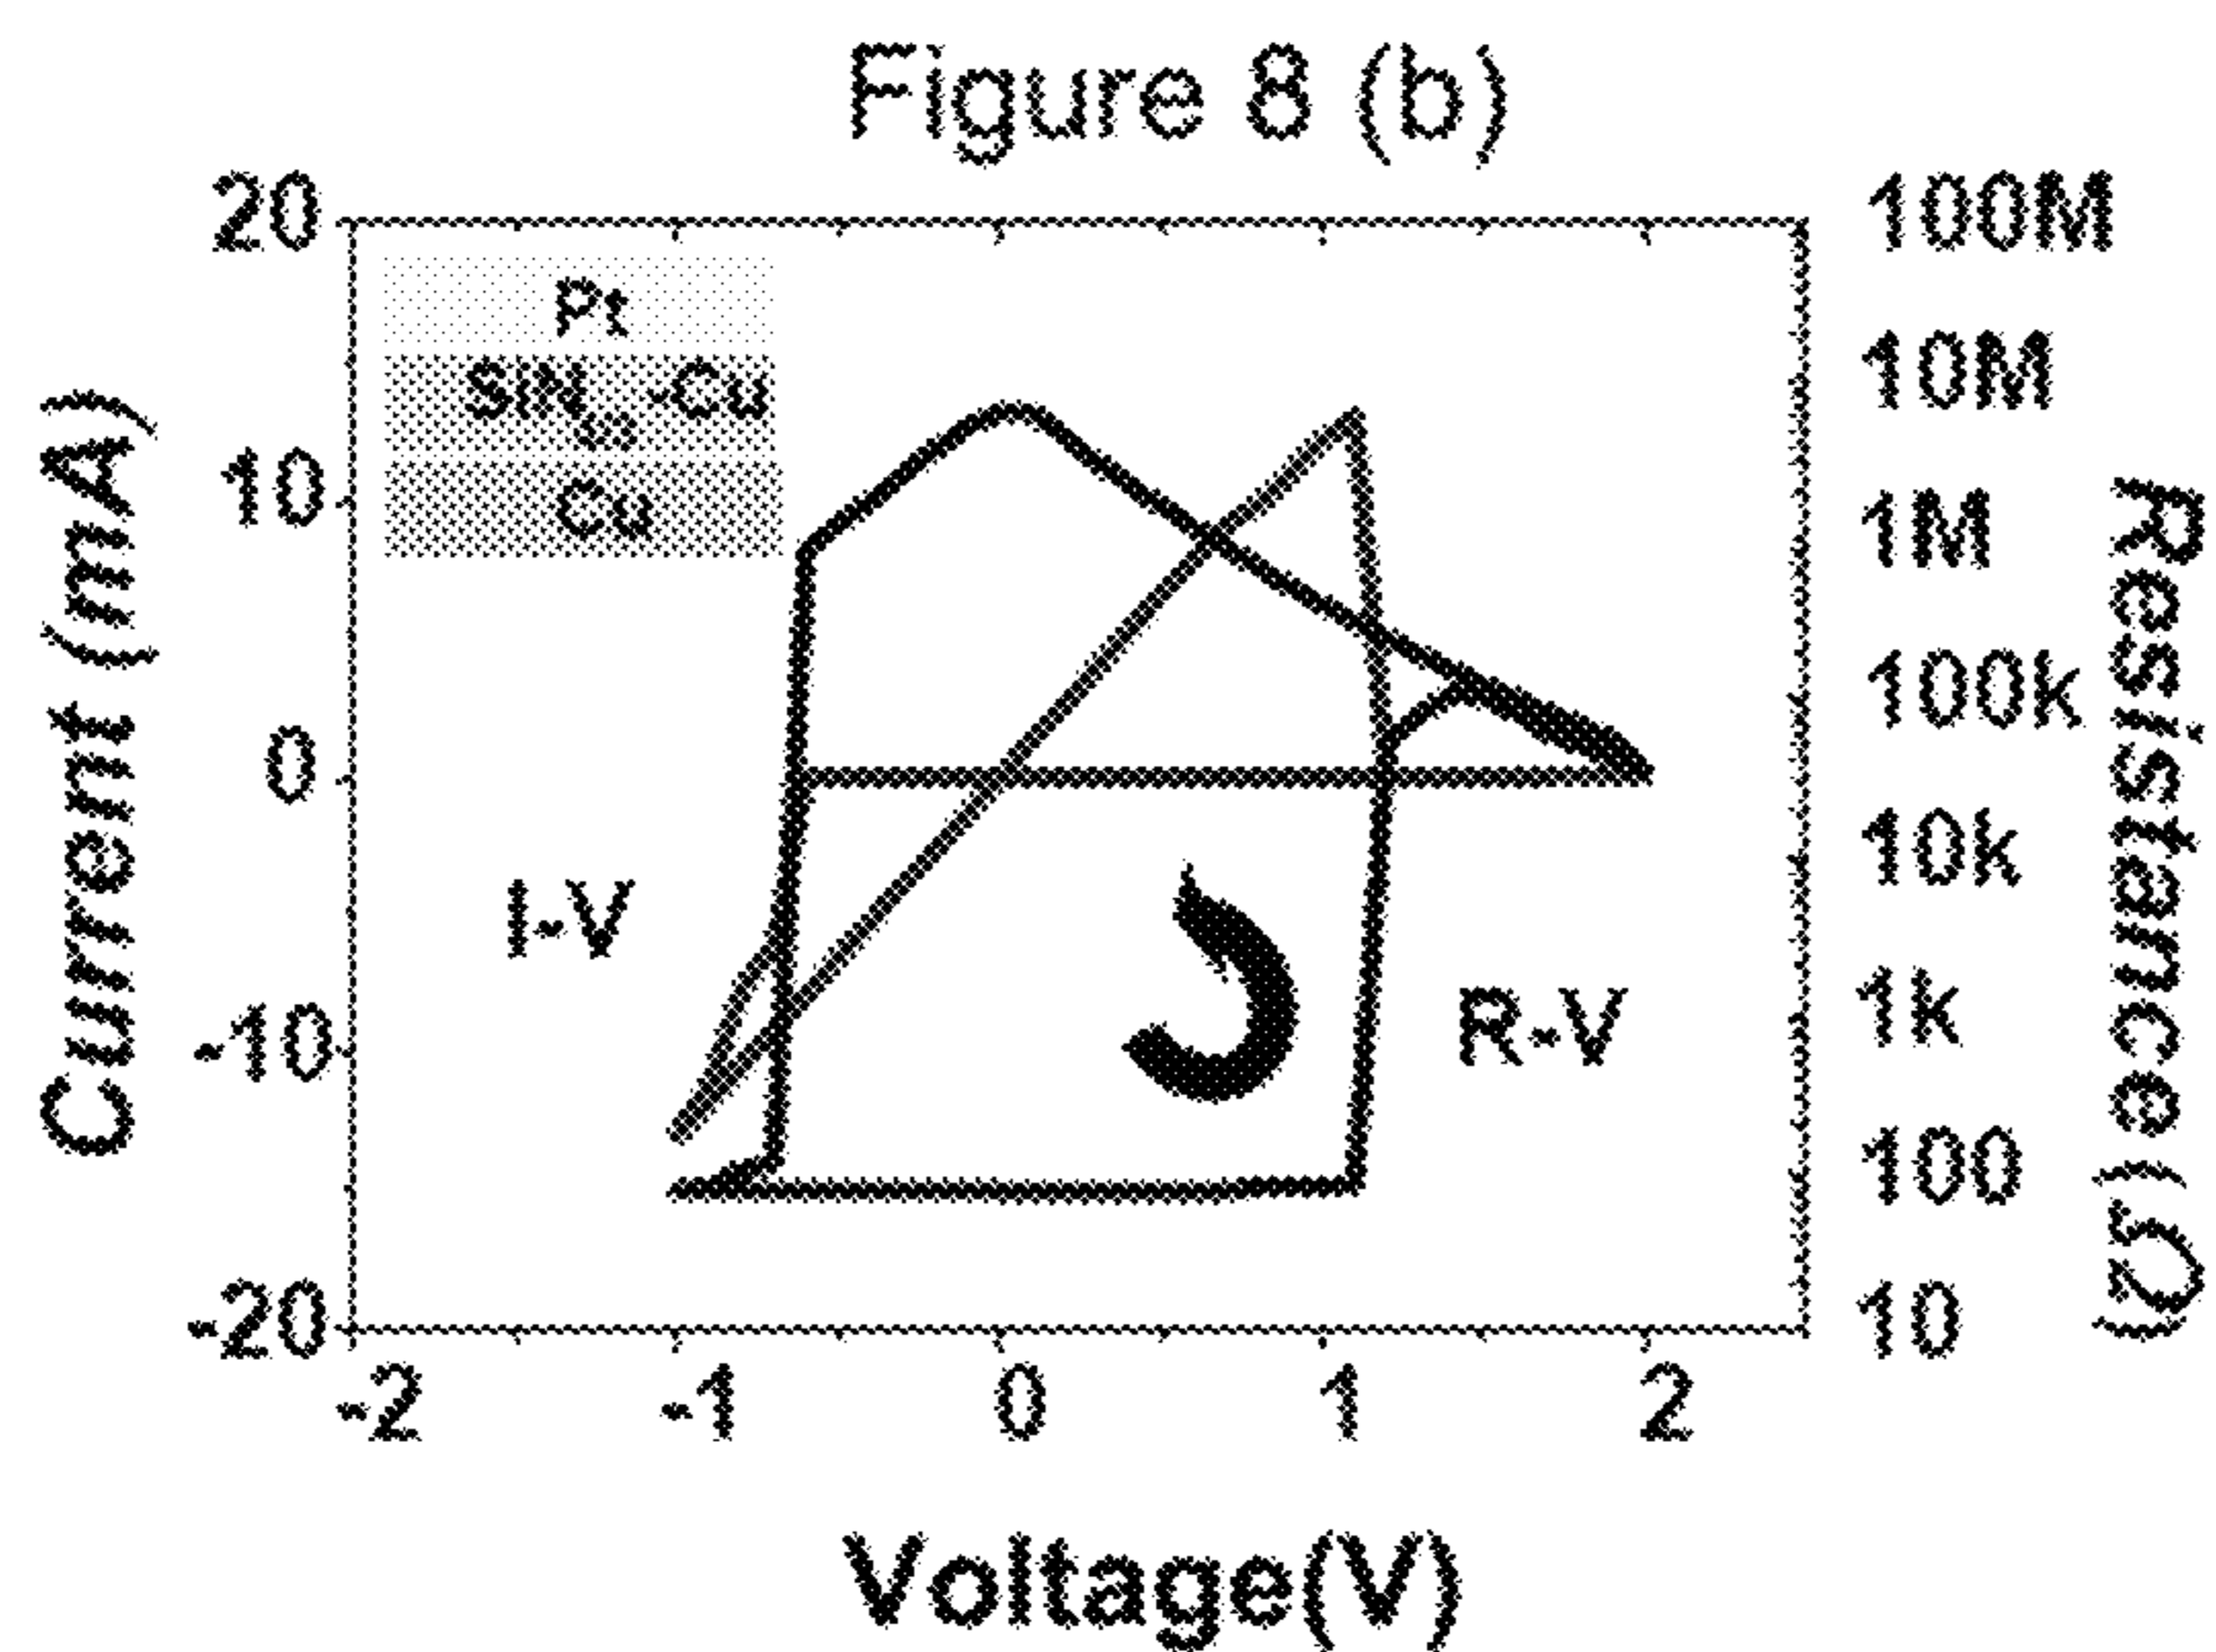 Figure 8 (b)
20
10
0
-10
-20
Current (mA)
Pt
-Cu
Cu
I-V
R-V
100M
10M
1M
100k
10k
1k
100
10
Resistance (Ω)
-2
-1
0
1
2
Voltage(V)